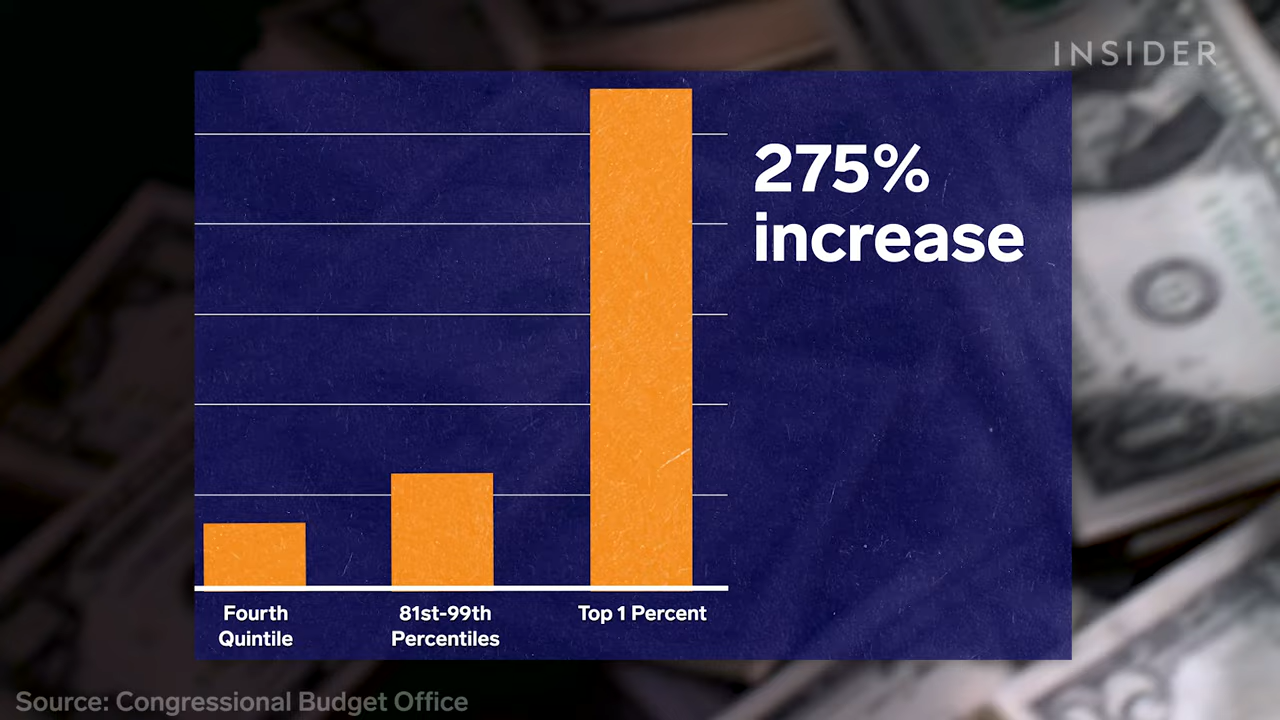 INSIDER
275%
increase
Fourth
Quintile
81st-99th
Percentiles
Top 1 Percent
Source: Congressional Budget Office